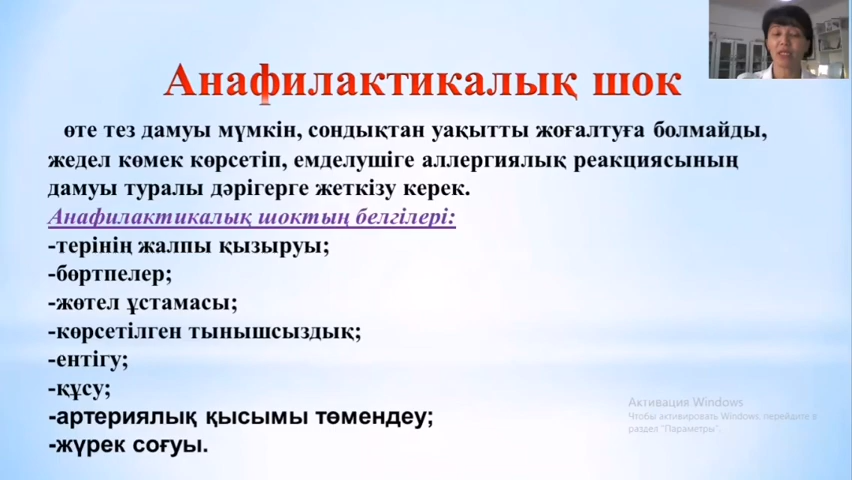 Анафилактикалық шок
өте тез дамуы мүмкін, сондықтан уақытты жоғалтуға болмайды,
жедел көмек көрсетіп, емделушіге аллергиялық реакциясының
дамуы туралы дәрігерге жеткізу керек.
Анафилактикалық шоктың белгілері:
-терінің жалпы қызыруы;
-бөртпелер;
-жөтел ұстамасы;
-көрсетілген тынышсыздық;
-ентігу;
-құсу;
-артериялық қысымы төмендеу;
-жүрек соғуы.
Активация Windows
Чтобы активировать Windows, перейдите в
раздел "Параметры".